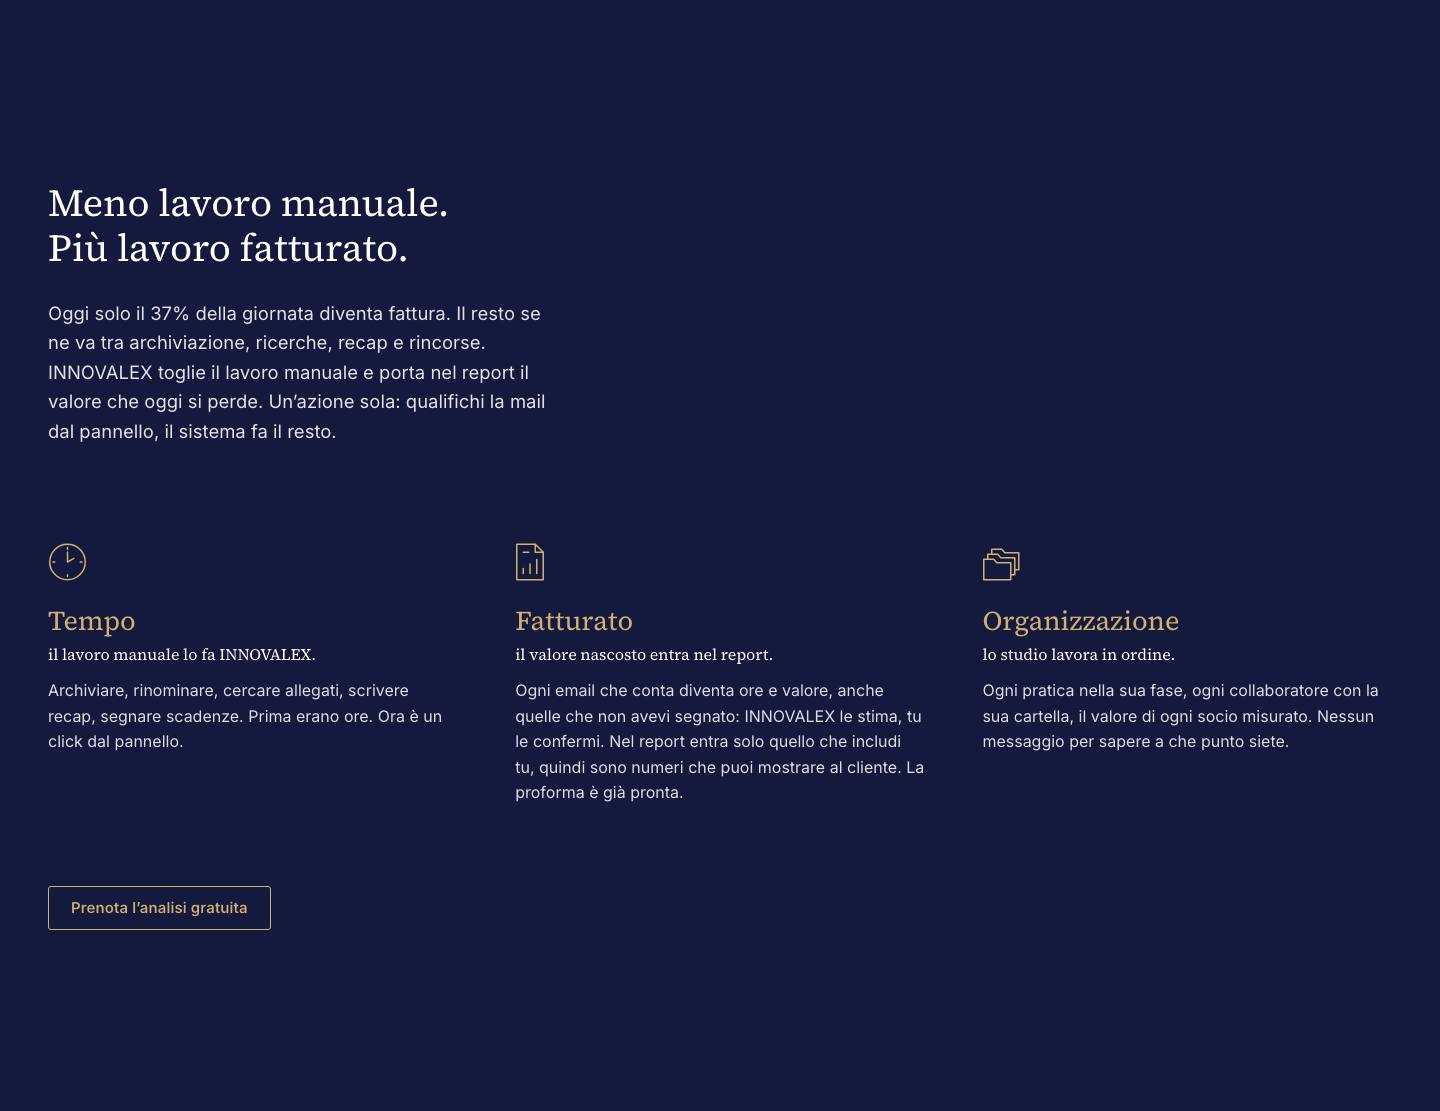 Meno lavoro manuale.
Più lavoro fatturato.
Oggi solo il 37% della giornata diventa fattura. Il resto se
ne va tra archiviazione, ricerche, recap e rincorse.
INNOVALEX toglie il lavoro manuale e porta nel report il
valore che oggi si perde. Un’azione sola: qualifichi la mail
dal pannello, il sistema fa il resto.
Tempo
il lavoro manuale lo fa INNOVALEX.
Archiviare, rinominare, cercare allegati, scrivere
recap, segnare scadenze. Prima erano ore. Ora è un
click dal pannello.
Fatturato
il valore nascosto entra nel report.
Ogni email che conta diventa ore e valore, anche
quelle che non avevi segnato: INNOVALEX le stima, tu
le confermi. Nel report entra solo quello che includi
tu, quindi sono numeri che puoi mostrare al cliente. La
proforma è già pronta.
Organizzazione
lo studio lavora in ordine.
Ogni pratica nella sua fase, ogni collaboratore con la
sua cartella, il valore di ogni socio misurato. Nessun
messaggio per sapere a che punto siete.
Prenota l’analisi gratuita